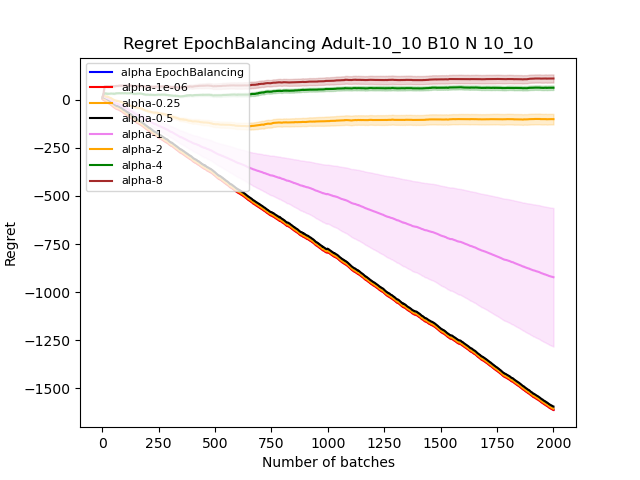 Regret EpochBalancing Adult-10_10 B10 N 10_10
alpha EpochBalancing
alpha-1e-06
alpha-0.25
alpha-0.5
alpha-1
alpha-2
alpha-4
alpha-8
0
−250
−500
−750
−1000
−1250
−1500
Regret
0
250
500
750
1000
1250
1500
1750
2000
Number of batches